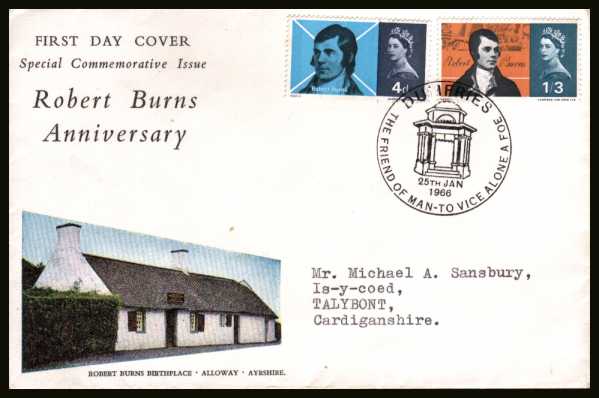 FIRST DAY COVER
Special Commemorative Issue
Robert Burns
Anniversary
Robert Burns
4d
Robert Burns
1'3
DUMFRIES
THE FRIEND OF MAN-TO VICE ALONE A FOE
25TH JAN
1966
Mr. Michael A. Sansbury,
Is-y-coed,
TALYBONT,
Cardiganshire.
ROBERT BURNS BIRTHPLACE · ALLOWAY · AYRSHIRE.